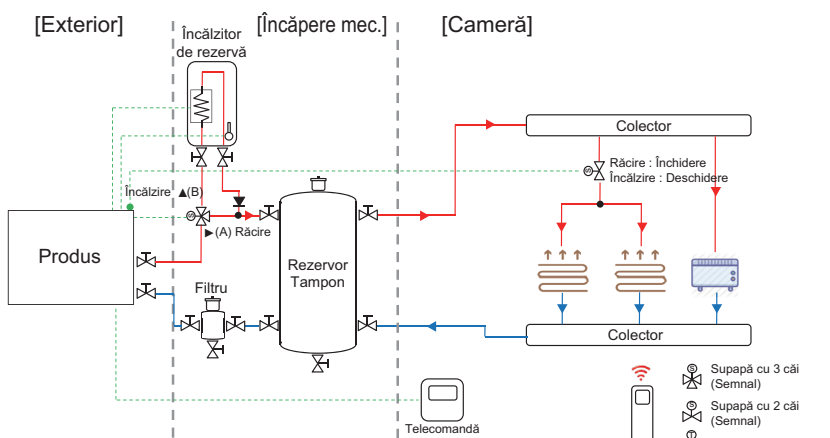 [Exterior]
[Încăpere mec.]
[Cameră]
Încălzitor
de rezervă
Colector
Răcire : Închidere
Încălzire : Deschidere
Încălzire ▲(B)
S
S
▶(A) Răcire
Produs
Rezervor
Tampon
Filtru
Colector
S
Supapă cu 3 căi
(Semnal)
S
Supapă cu 2 căi
(Semnal)
T
Telecomandă